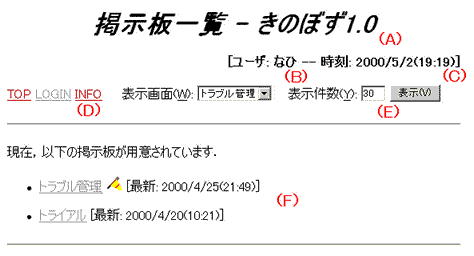 掲示板一覧 - きのぼず1.0
(A)
[ユーザ: なひ -- 時刻: 2000/5/2(19:19)]
(B) (C)
TOP LOGIN INFO 表示画面(W): トラブル管理 表示件数(Y): 30 表示(V)
(D) (E)
現在, 以下の掲示板が用意されています.
トラブル管理 [最新: 2000/4/25(21:49)]
(F)
トライアル [最新: 2000/4/20(10:21)]